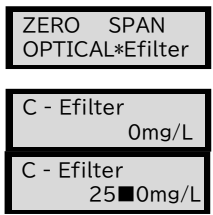 ZERO SPAN
OPTICAL*Efilter
C - Efilter
0mg/L
C - Efilter
25■0mg/L